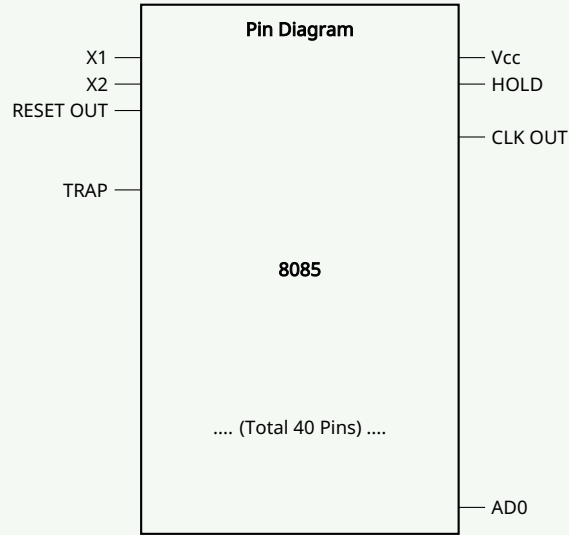 Pin Diagram
X1
Vcc
X2
HOLD
RESET OUT
CLK OUT
TRAP
8085
.... (Total 40 Pins) ....
AD0